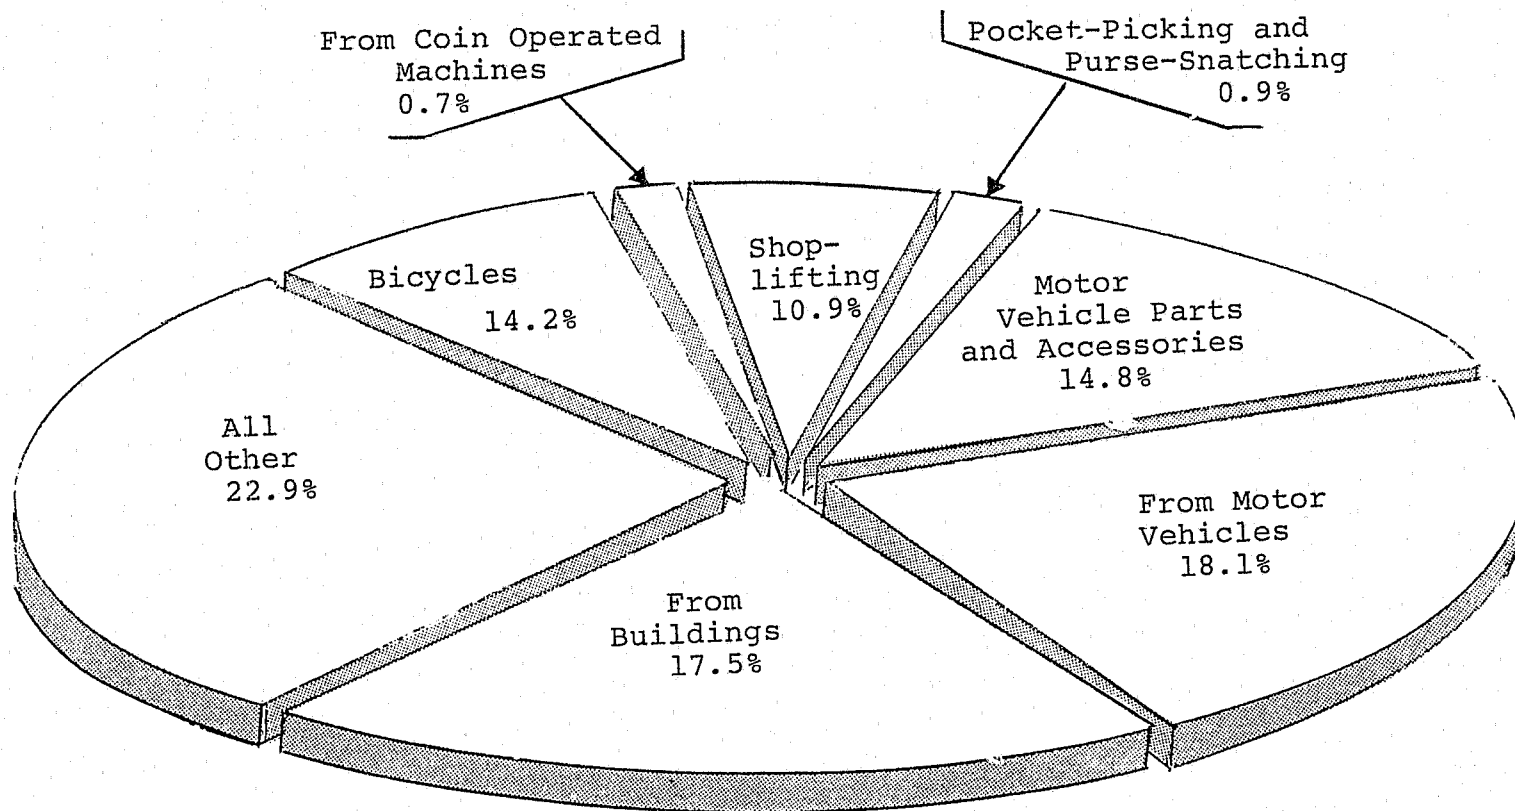 From Coin Operated
Machines
0.7%
Pocket-Picking and
Purse-Snatching
0.9%
Bicycles
14.2%
Shop-
lifting
10.9%
Motor
Vehicle Parts
and Accessories
14.8%
All
Other
22.9%
From Motor
Vehicles
18.1%
From
Buildings
17.5%